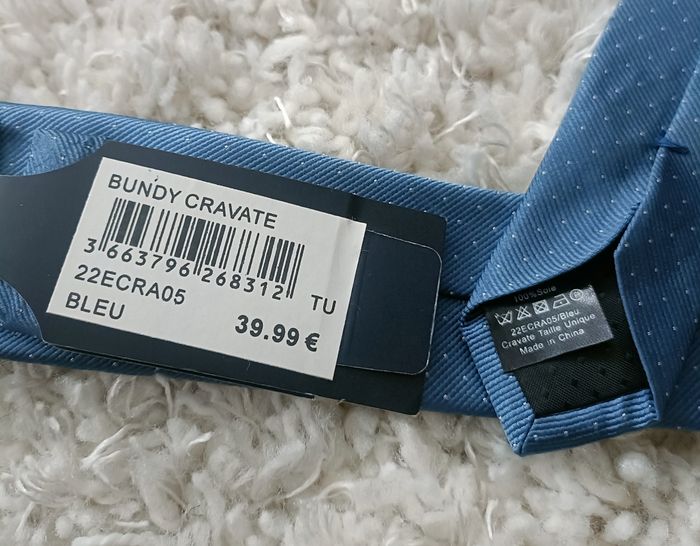 BUNDY CRAVATE
3 663796 268312
TU
22ECRA05
BLEU
39.99 €
100%Soie
22ECRA05/Bleu
Cravate Taille Unique
Made in China